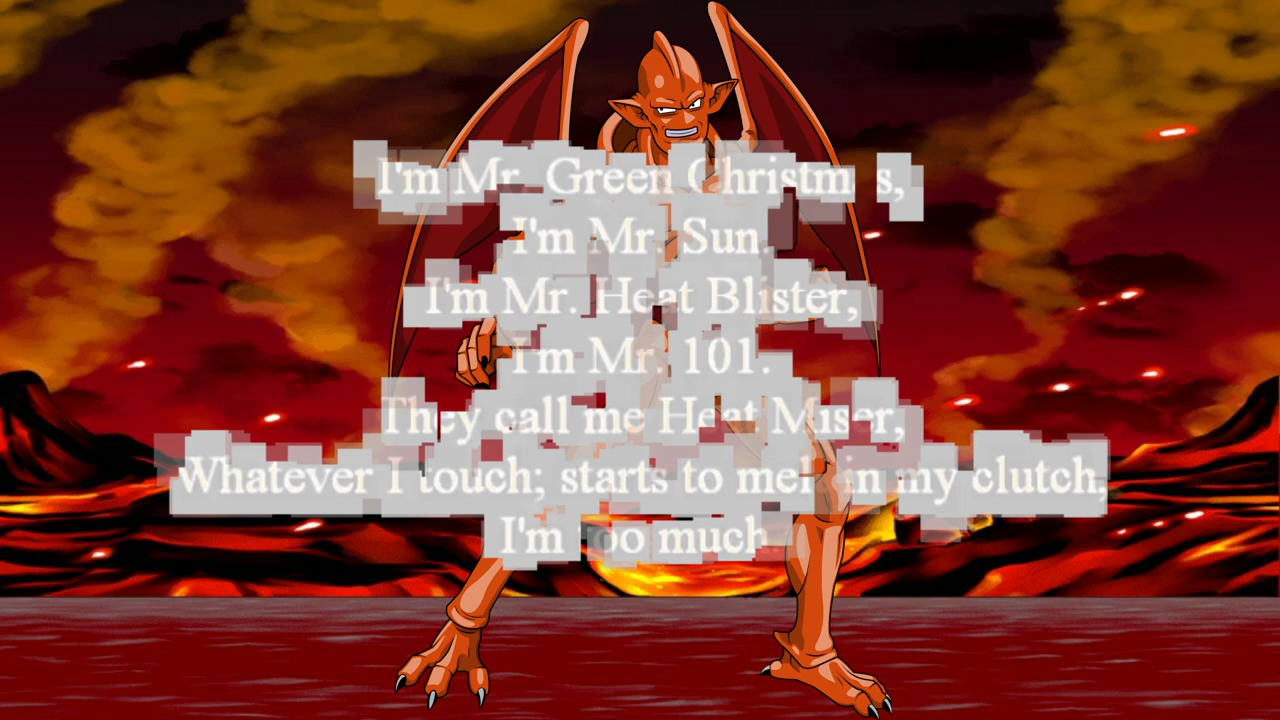 I'm Mr. Green Christmas,
I'm Mr. Sun.
I'm Mr. Heat Blister,
I'm Mr. 101.
They call me Heat Miser,
Whatever I touch; starts to melt in my clutch,
I'm too much